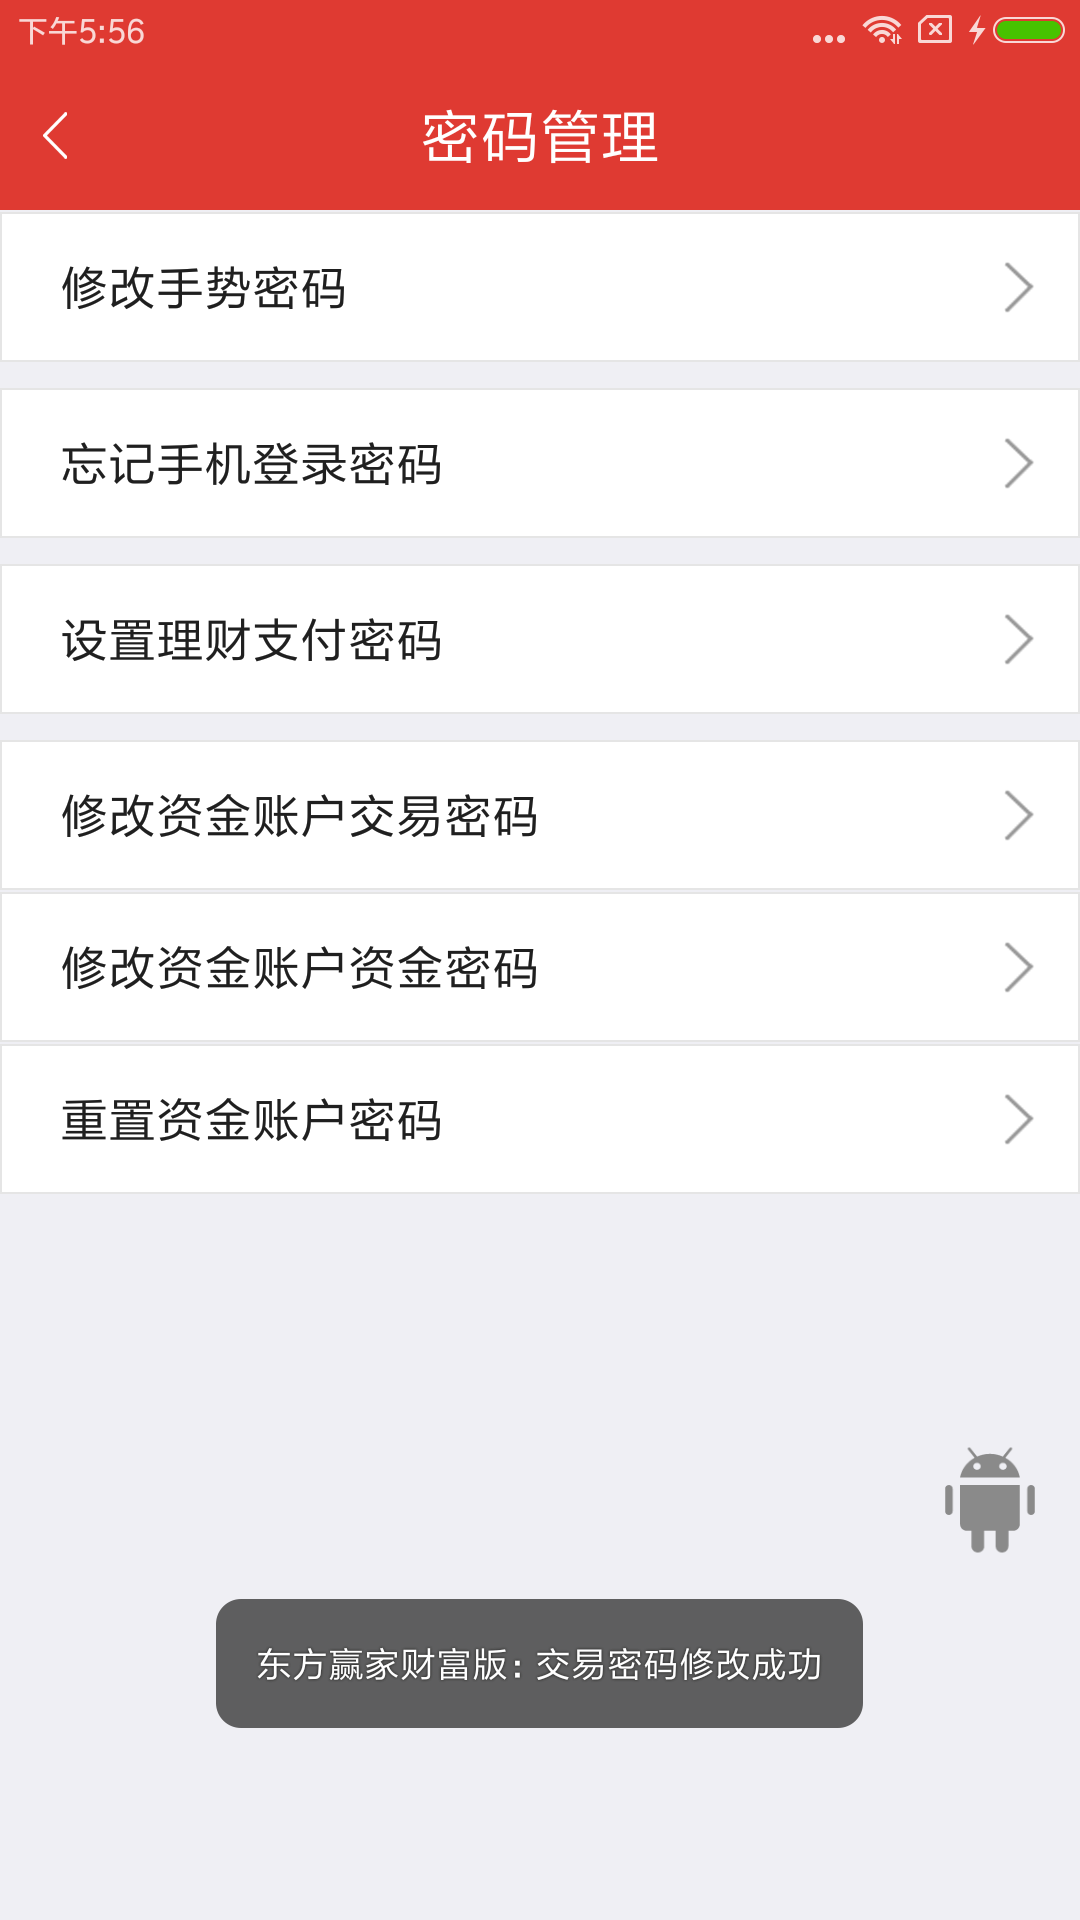 下午5:56
密码管理
修改手势密码
忘记手机登录密码
设置理财支付密码
修改资金账户交易密码
修改资金账户资金密码
重置资金账户密码
东方赢家财富版：交易密码修改成功